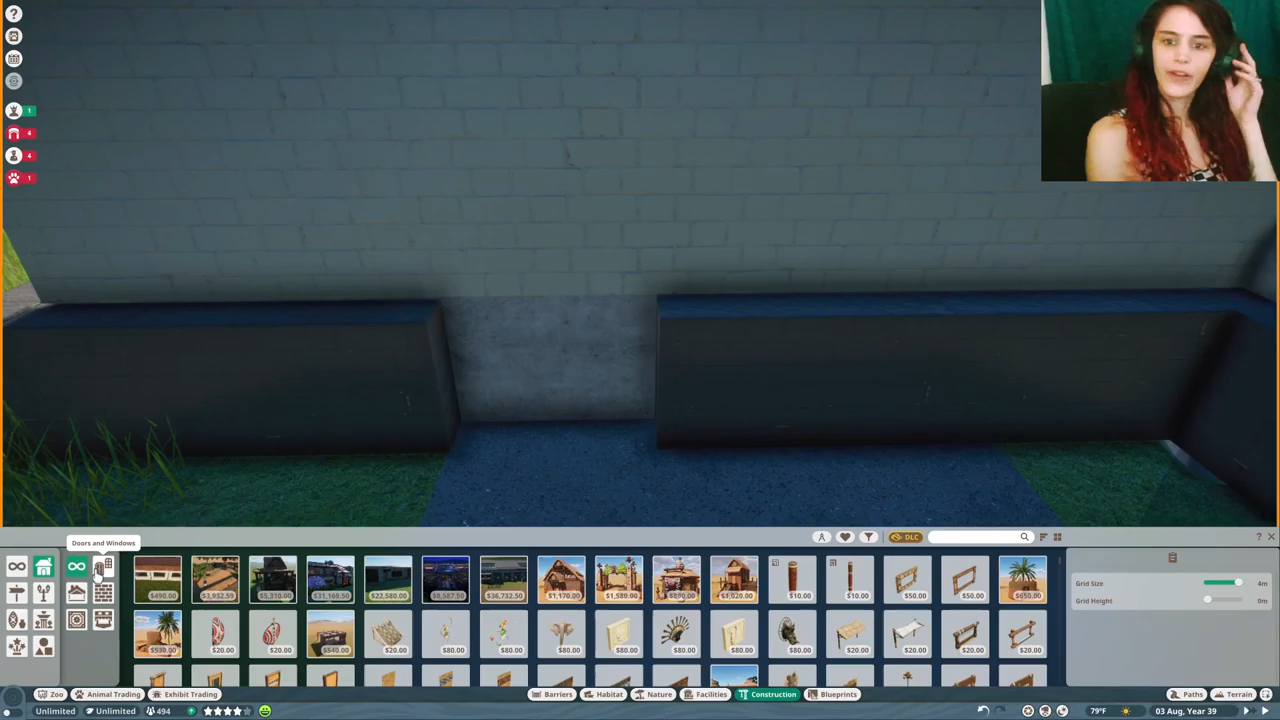 1
4
4
1
Doors and Windows
DLC
$490.00
$3,932.59
$5,310.00
$31,169.50
$22,580.00
$8,587.50
$36,732.50
$1,170.00
$1,580.00
$890.00
$1,020.00
$10.00
$10.00
$50.00
$50.00
$650.00
$530.00
$20.00
$20.00
$540.00
$20.00
$80.00
$80.00
$80.00
$80.00
$80.00
$80.00
$80.00
$20.00
$20.00
$20.00
$20.00
Grid Size
4m
Grid Height
0m
Zoo
Animal Trading
Exhibit Trading
Barriers
Habitat
Nature
Facilities
Construction
Blueprints
Paths
Terrain
Unlimited
Unlimited
494
79°F
03 Aug, Year 39